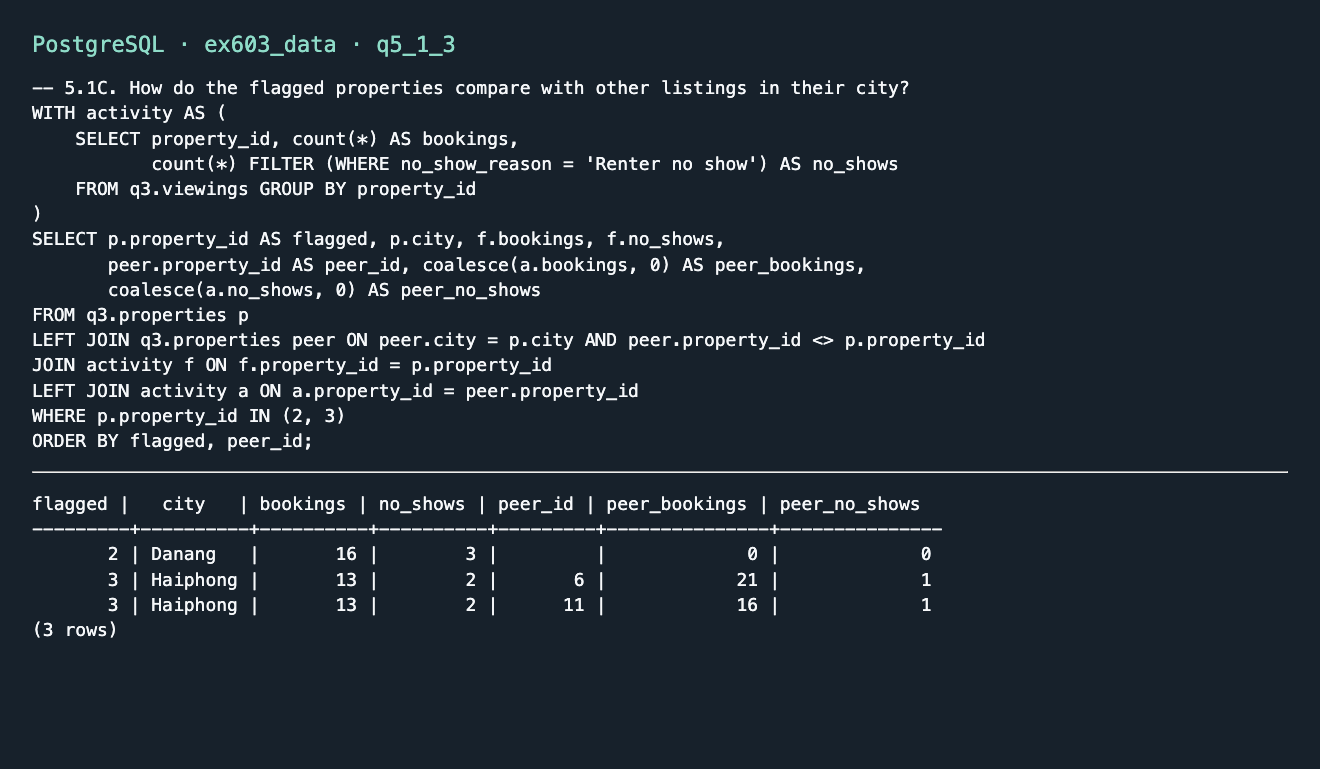 PostgreSQL · ex603_data · q5_1_3
-- 5.1C. How do the flagged properties compare with other listings in their city?
WITH activity AS (
    SELECT property_id, count(*) AS bookings,
           count(*) FILTER (WHERE no_show_reason = 'Renter no show') AS no_shows
    FROM q3.viewings GROUP BY property_id
)
SELECT p.property_id AS flagged, p.city, f.bookings, f.no_shows,
       peer.property_id AS peer_id, coalesce(a.bookings, 0) AS peer_bookings,
       coalesce(a.no_shows, 0) AS peer_no_shows
FROM q3.properties p
LEFT JOIN q3.properties peer ON peer.city = p.city AND peer.property_id <> p.property_id
JOIN activity f ON f.property_id = p.property_id
LEFT JOIN activity a ON a.property_id = peer.property_id
WHERE p.property_id IN (2, 3)
ORDER BY flagged, peer_id;
flagged |   city   | bookings | no_shows | peer_id | peer_bookings | peer_no_shows
---------+----------+----------+----------+---------+---------------+---------------
       2 | Danang   |       16 |        3 |         |             0 |             0
       3 | Haiphong |       13 |        2 |       6 |            21 |             1
       3 | Haiphong |       13 |        2 |      11 |            16 |             1
(3 rows)